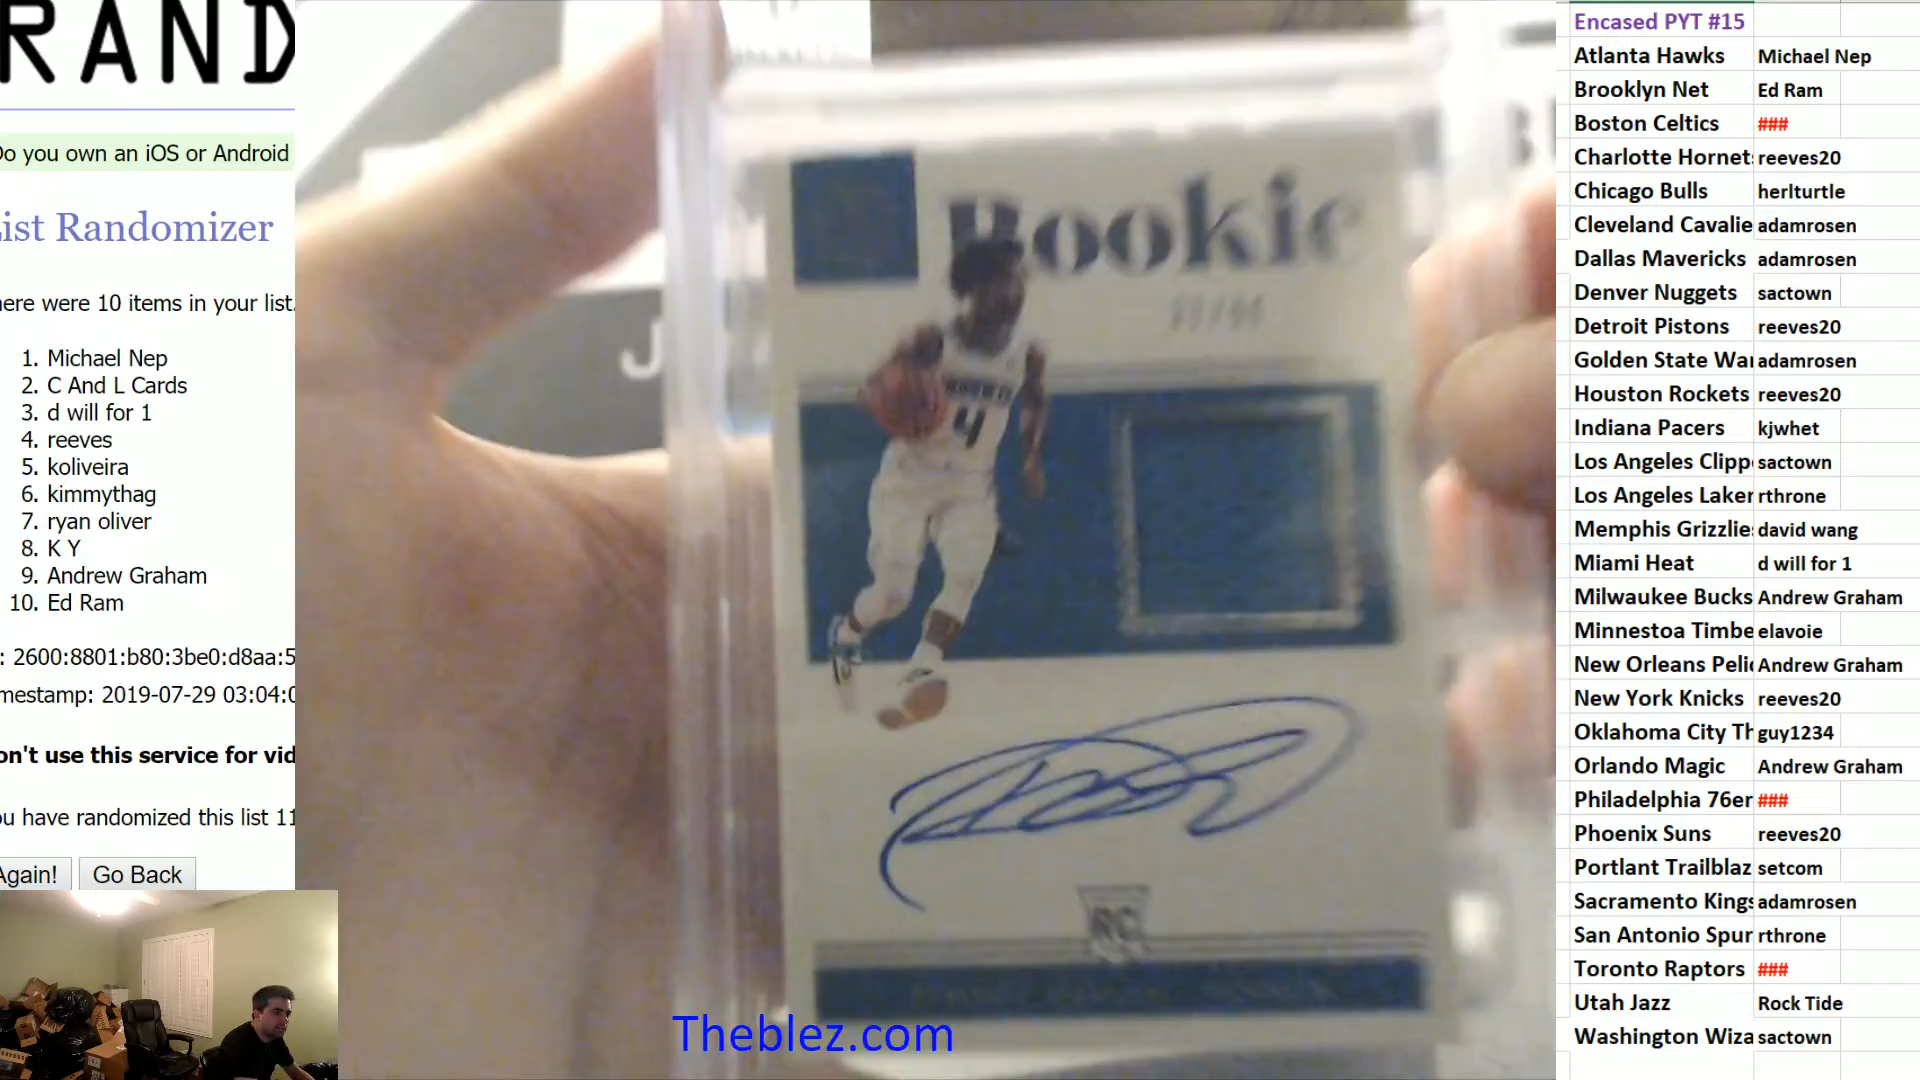 RAND
Do you own an iOS or Android
List Randomizer
here were 10 items in your list.
1. Michael Nep
2. C And L Cards
3. d will for 1
4. reeves
5. koliveira
6. kimmythag
7. ryan oliver
8. K Y
9. Andrew Graham
10. Ed Ram
: 2600:8801:b80:3be0:d8aa:5
mestamp: 2019-07-29 03:04:0
on't use this service for vid
ou have randomized this list 11
Again! Go Back
Rookie
4
RC
Theblez.com
Encased PYT #15
Atlanta Hawks Michael Nep
Brooklyn Net Ed Ram
Boston Celtics ###
Charlotte Hornets reeves20
Chicago Bulls herlturtle
Cleveland Cavalie adamrosen
Dallas Mavericks adamrosen
Denver Nuggets sactown
Detroit Pistons reeves20
Golden State War adamrosen
Houston Rockets reeves20
Indiana Pacers kjwhet
Los Angeles Clipp sactown
Los Angeles Laker rthrone
Memphis Grizzlies david wang
Miami Heat d will for 1
Milwaukee Bucks Andrew Graham
Minnestoa Timbe elavoie
New Orleans Peli Andrew Graham
New York Knicks reeves20
Oklahoma City Th guy1234
Orlando Magic Andrew Graham
Philadelphia 76er ###
Phoenix Suns reeves20
Portlant Trailblaz setcom
Sacramento Kings adamrosen
San Antonio Spur rthrone
Toronto Raptors ###
Utah Jazz Rock Tide
Washington Wiza sactown